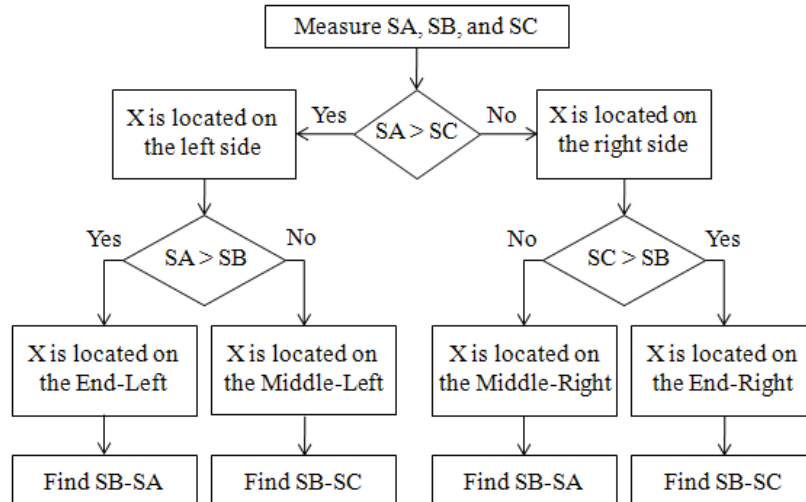 Measure SA, SB, and SC
X is located on
the left side
Yes
SA > SC
No
X is located on
the right side
Yes
SA > SB
No
No
SC > SB
Yes
X is located on
the End-Left
X is located on
the Middle-Left
X is located on
the Middle-Right
X is located on
the End-Right
Find SB-SA
Find SB-SC
Find SB-SA
Find SB-SC